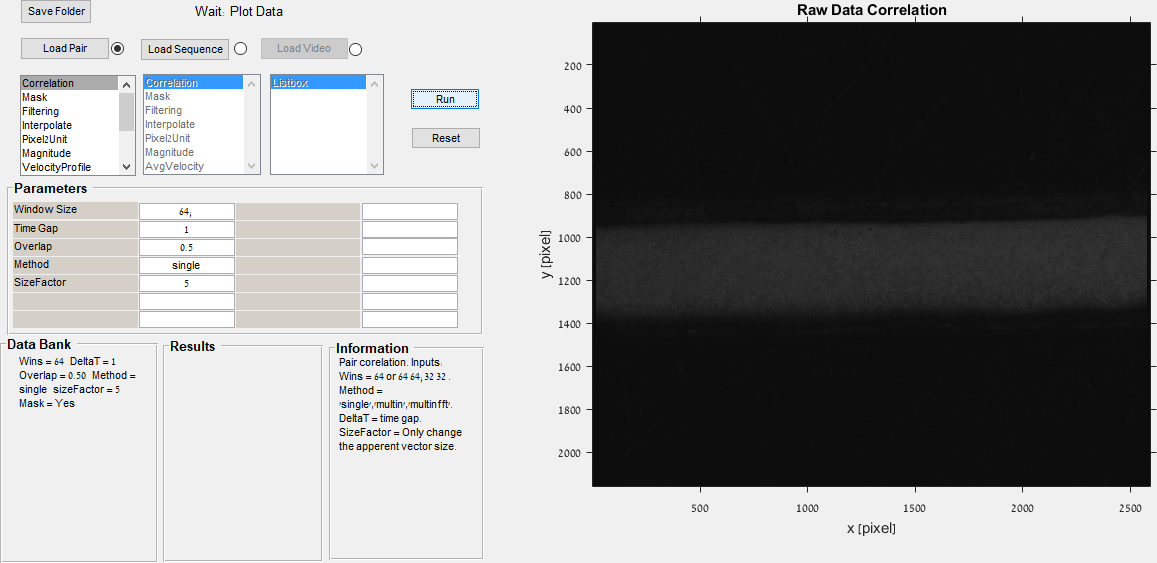 Save Folder
Wait: Plot Data
Load Pair
Load Sequence
Load Video
Correlation
Mask
Filtering
Interpolate
Pixel2Unit
Magnitude
VelocityProfile
Correlation
Mask
Filtering
Interpolate
Pixel2Unit
Magnitude
AvgVelocity
Listbox
Run
Reset
Parameters
Window Size 64;
Time Gap 1
Overlap 0.5
Method single
SizeFactor 5
Data Bank
Wins = 64 DeltaT = 1
Overlap = 0.50 Method =
single sizeFactor = 5
Mask = Yes
Results
Information
Pair corelation. Inputs:
Wins = 64 or 64 64; 32 32 .
Method =
'single','multin','multinfft'.
DeltaT = time gap.
SizeFactor = Only change
the apperent vector size.
Raw Data Correlation
y [pixel]
200
400
600
800
1000
1200
1400
1600
1800
2000
500 1000 1500 2000 2500
x [pixel]